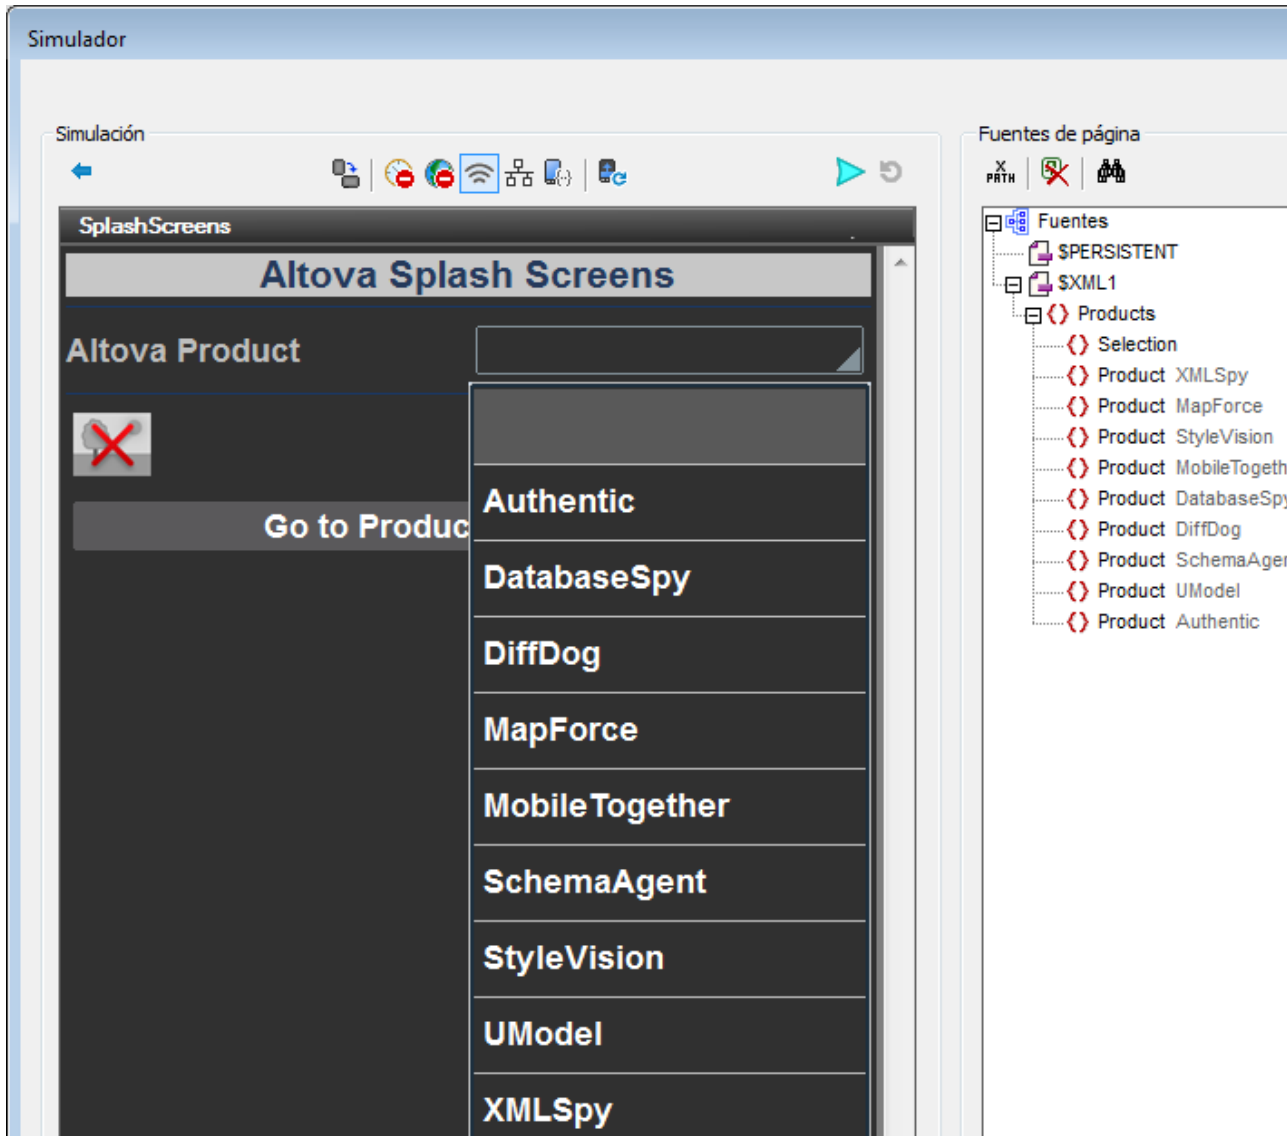 Simulador
Simulación
SplashScreens
Altova Splash Screens
Altova Product
Go to Produc
Authentic
DatabaseSpy
DiffDog
MapForce
MobileTogether
SchemaAgent
StyleVision
UModel
XMLSpy
Fuentes de página
X
PATH
Fuentes
$PERSISTENT
$XML1
Products
Selection
Product XMLSpy
Product MapForce
Product StyleVision
Product MobileTogeth
Product DatabaseSpy
Product DiffDog
Product SchemaAger
Product UModel
Product Authentic